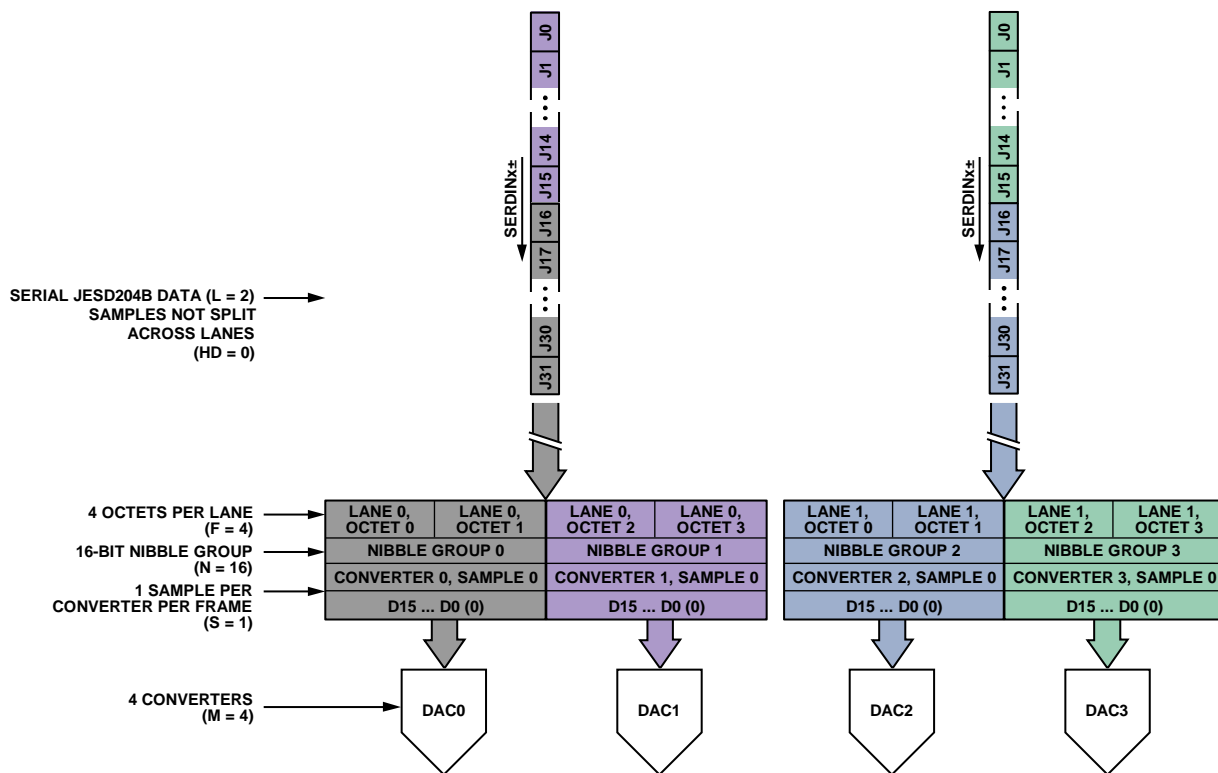 J0
J1
J14
J15
J16
J17
J30
J31
SERDINx±
J0
J1
J14
J15
J16
J17
J30
J31
SERDINx±
SERIAL JESD204B DATA (L = 2)
SAMPLES NOT SPLIT
ACROSS LANES
(HD = 0)
4 OCTETS PER LANE
(F = 4)
16-BIT NIBBLE GROUP
(N = 16)
1 SAMPLE PER
CONVERTER PER FRAME
(S = 1)
4 CONVERTERS
(M = 4)
LANE 0,
OCTET 0
LANE 0,
OCTET 1
LANE 0,
OCTET 2
LANE 0,
OCTET 3
LANE 1,
OCTET 0
LANE 1,
OCTET 1
LANE 1,
OCTET 2
LANE 1,
OCTET 3
NIBBLE GROUP 0
NIBBLE GROUP 1
NIBBLE GROUP 2
NIBBLE GROUP 3
CONVERTER 0, SAMPLE 0
CONVERTER 1, SAMPLE 0
CONVERTER 2, SAMPLE 0
CONVERTER 3, SAMPLE 0
D15 ... D0 (0)
D15 ... D0 (0)
D15 ... D0 (0)
D15 ... D0 (0)
DAC0
DAC1
DAC2
DAC3